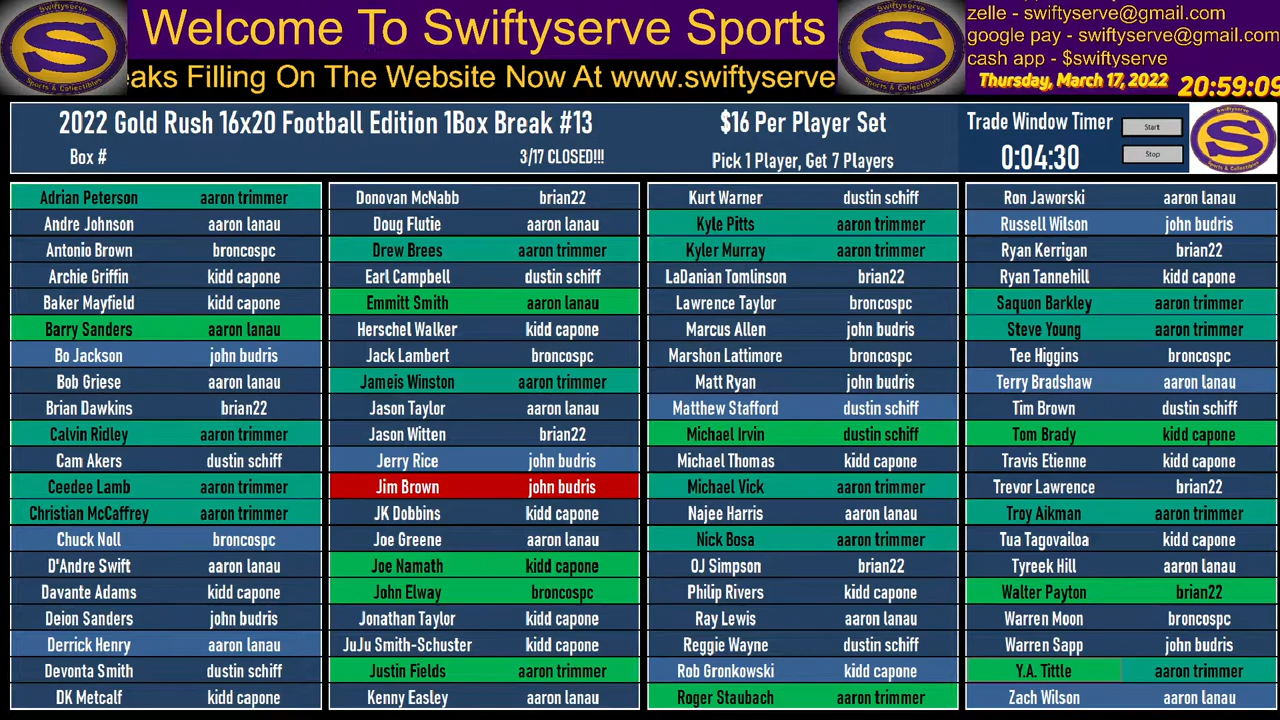 Welcome To Swiftyserve Sports
eaks Filling On The Website Now At www.swiftyserve
zelle - swiftyserve@gmail.com
google pay - swiftyserve@gmail.com
cash app - $swiftyserve
Thursday, March 17, 2022 20:59:09
S
Swiftyserve
Sports & Collectibles
S
Swiftyserve
Sports & Collectibles
2022 Gold Rush 16x20 Football Edition 1Box Break #13
Box # 3/17 CLOSED!!!
$16 Per Player Set
Pick 1 Player, Get 7 Players
Trade Window Timer
0:04:30
Start
Stop
Swiftyserve
S
Sports & Collectibles
Adrian Peterson aaron trimmer
Andre Johnson aaron lanau
Antonio Brown broncospc
Archie Griffin kidd capone
Baker Mayfield kidd capone
Barry Sanders aaron lanau
Bo Jackson john budris
Bob Griese aaron lanau
Brian Dawkins brian22
Calvin Ridley aaron trimmer
Cam Akers dustin schiff
Ceedee Lamb aaron trimmer
Christian McCaffrey aaron trimmer
Chuck Noll broncospc
D'Andre Swift aaron lanau
Davante Adams kidd capone
Deion Sanders john budris
Derrick Henry aaron lanau
Devonta Smith dustin schiff
DK Metcalf kidd capone
Donovan McNabb brian22
Doug Flutie aaron lanau
Drew Brees aaron trimmer
Earl Campbell dustin schiff
Emmitt Smith aaron lanau
Herschel Walker kidd capone
Jack Lambert broncospc
Jameis Winston aaron trimmer
Jason Taylor aaron lanau
Jason Witten brian22
Jerry Rice john budris
Jim Brown john budris
JK Dobbins kidd capone
Joe Greene aaron lanau
Joe Namath kidd capone
John Elway broncospc
Jonathan Taylor kidd capone
JuJu Smith-Schuster kidd capone
Justin Fields aaron trimmer
Kenny Easley aaron lanau
Kurt Warner dustin schiff
Kyle Pitts aaron trimmer
Kyler Murray aaron trimmer
LaDanian Tomlinson brian22
Lawrence Taylor broncospc
Marcus Allen john budris
Marshon Lattimore broncospc
Matt Ryan john budris
Matthew Stafford dustin schiff
Michael Irvin dustin schiff
Michael Thomas kidd capone
Michael Vick aaron trimmer
Najee Harris aaron lanau
Nick Bosa aaron trimmer
OJ Simpson brian22
Philip Rivers kidd capone
Ray Lewis aaron lanau
Reggie Wayne dustin schiff
Rob Gronkowski kidd capone
Roger Staubach aaron trimmer
Ron Jaworski aaron lanau
Russell Wilson john budris
Ryan Kerrigan brian22
Ryan Tannehill kidd capone
Saquon Barkley aaron trimmer
Steve Young aaron trimmer
Tee Higgins broncospc
Terry Bradshaw aaron lanau
Tim Brown dustin schiff
Tom Brady kidd capone
Travis Etienne kidd capone
Trevor Lawrence brian22
Troy Aikman aaron trimmer
Tua Tagovailoa kidd capone
Tyreek Hill aaron lanau
Walter Payton brian22
Warren Moon broncospc
Warren Sapp john budris
Y.A. Tittle aaron trimmer
Zach Wilson aaron lanau